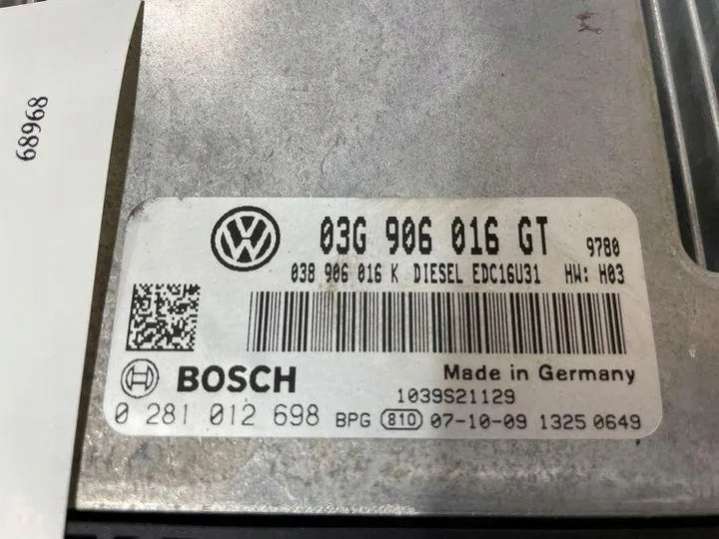 68968
03G 906 016 GT 9780
038 906 016 K DIESEL EDC16U31 HW: H03
BOSCH Made in Germany
1039S21129
0 281 012 698 BPG 810 07-10-09 1325 0649